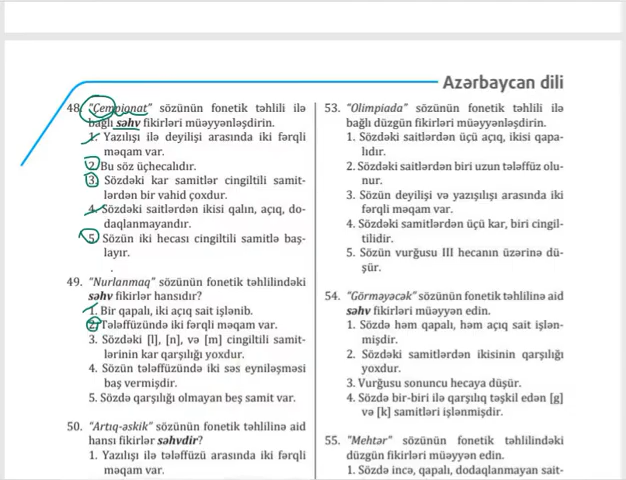 Azərbaycan dili
48. "Çempionat" sözünün fonetik təhlili ilə
bağlı səhv fikirləri müəyyənləşdirin.
1. Yazılışı ilə deyilişi arasında iki fərqli
məqam var.
2. Bu söz üçhecalıdır.
3. Sözdəki kar samitlər cingiltili samit-
lərdən bir vahid çoxdur.
4. Sözdəki saitlərdən ikisi qalın, açıq, do-
daqlanmayandır.
5. Sözün iki hecası cingiltili samitlə baş-
layır.
49. "Nurlanmaq" sözünün fonetik təhlilindəki
səhv fikirlər hansıdır?
1. Bir qapalı, iki açıq sait işlənib.
2. Tələffüzündə iki fərqli məqam var.
3. Sözdəki [l], [n], və [m] cingiltili samit-
lərinin kar qarşılığı yoxdur.
4. Sözün tələffüzündə iki səs eyniləşməsi
baş vermişdir.
5. Sözdə qarşılığı olmayan beş samit var.
50. "Artıq-əskik" sözünün fonetik təhlilinə aid
hansı fikirlər səhvdir?
1. Yazılışı ilə tələffüzü arasında iki fərqli
məqam var.
53. "Olimpiada" sözünün fonetik təhlili ilə
bağlı düzgün fikirləri müəyyənləşdirin.
1. Sözdəki saitlərdən üçü açıq, ikisi qapa-
lıdır.
2. Sözdəki saitlərdən biri uzun tələffüz olu-
nur.
3. Sözün deyilişi və yazışılışı arasında iki
fərqli məqam var.
4. Sözdəki samitlərdən üçü kar, biri cingil-
tilidir.
5. Sözün vurğusu III hecanın üzərinə dü-
şür.
54. "Görməyəcək" sözünün fonetik təhlilinə aid
səhv fikirləri müəyyən edin.
1. Sözdə həm qapalı, həm açıq sait işlən-
mişdir.
2. Sözdəki samitlərdən ikisinin qarşılığı
yoxdur.
3. Vurğusu sonuncu hecaya düşür.
4. Sözdə bir-biri ilə qarşılıq təşkil edən [g]
və [k] samitləri işlənmişdir.
55. "Mehtər" sözünün fonetik təhlilindəki
düzgün fikirləri müəyyən edin.
1. Sözdə incə, qapalı, dodaqlanmayan sait-